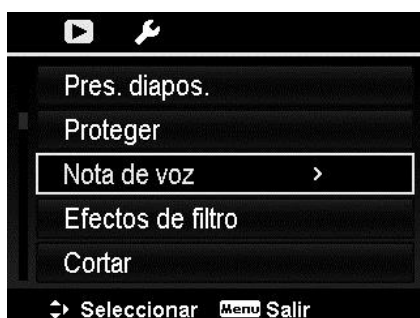 Pres. diapos.
Proteger
Nota de voz
Efectos de filtro
Cortar
Seleccionar Menu Salir